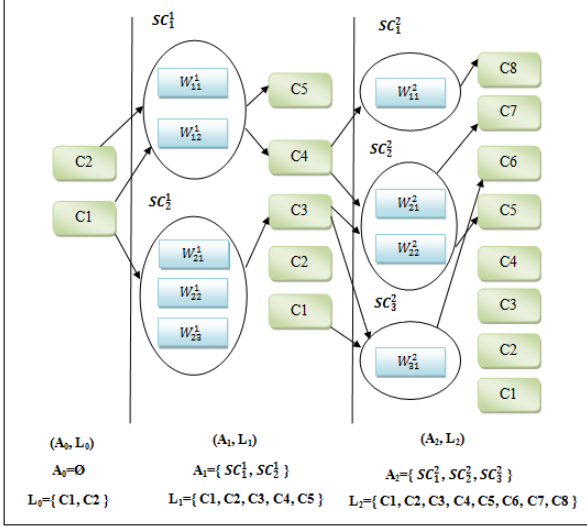 SC₁¹
SC₁²
W₁₁¹
W₁₂¹
C5
C4
C2
C1
SC₂¹
W₂₁¹
W₂₂¹
W₂₃¹
C3
C2
C1
W₁₁²
SC₂²
W₂₁²
W₂₂²
SC₃²
W₃₁²
C8
C7
C6
C5
C4
C3
C2
C1
(A₀, L₀)
A₀=Ø
L₀={ C1, C2 }
(A₁, L₁)
A₁={ SC₁¹, SC₂¹ }
L₁={ C1, C2, C3, C4, C5 }
(A₂, L₂)
A₂={ SC₁², SC₂², SC₃² }
L₂={ C1, C2, C3, C4, C5, C6, C7, C8 }